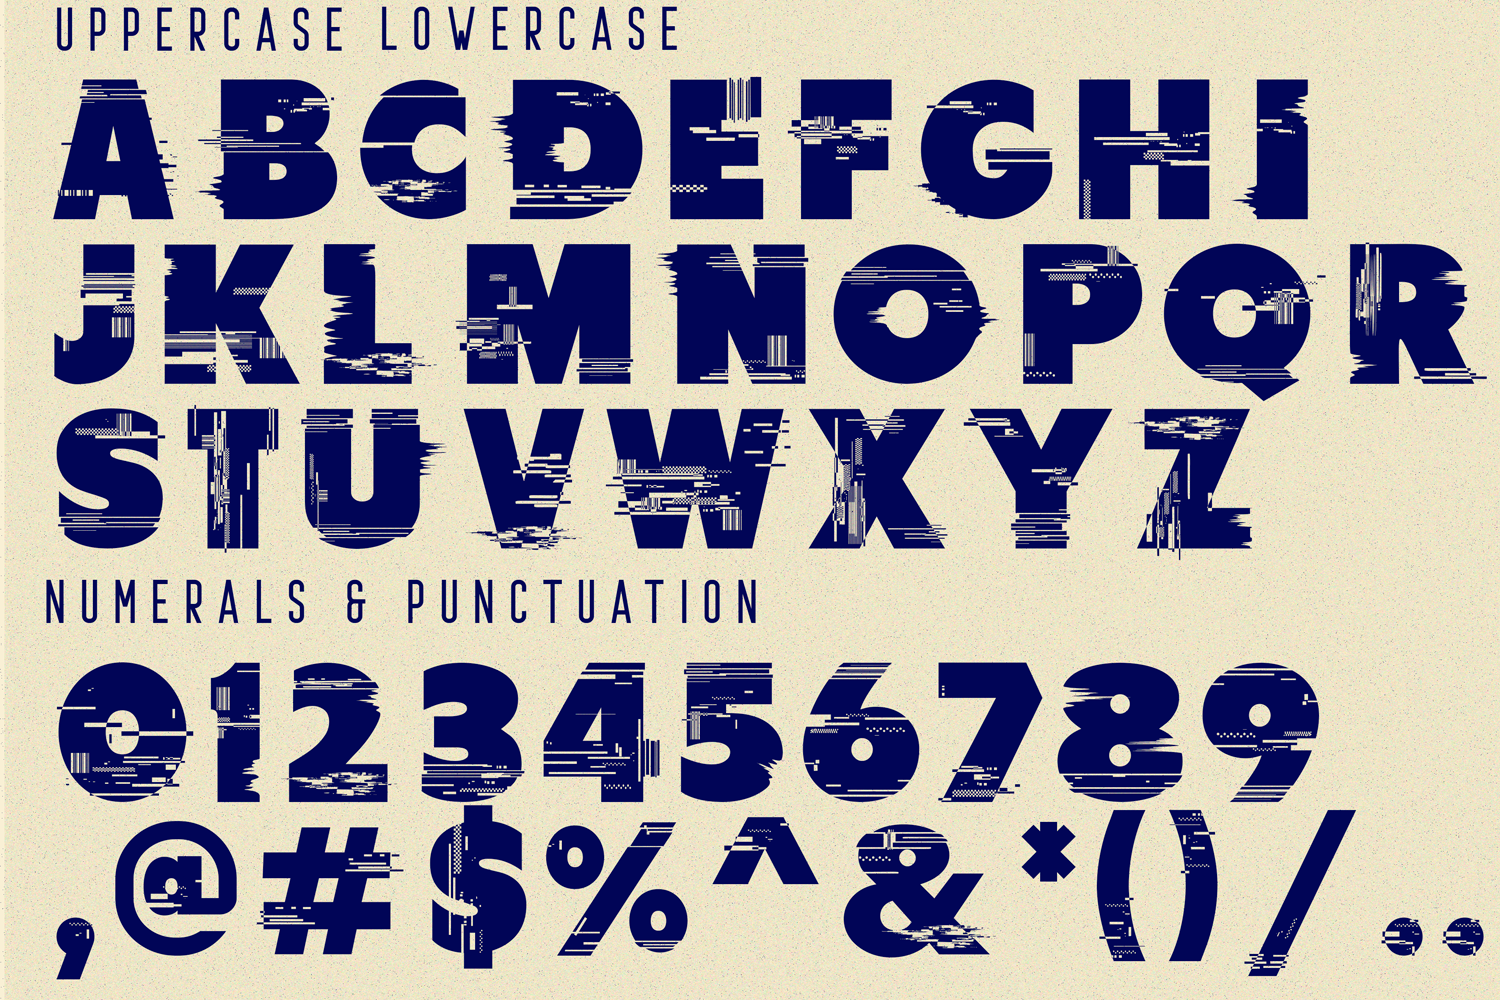 UPPERCASE LOWERCASE
ABCDEFGHI
JKLMNOPQR
STUVWXYZ
NUMERALS & PUNCTUATION
0123456789
,@#$%^&*()/..